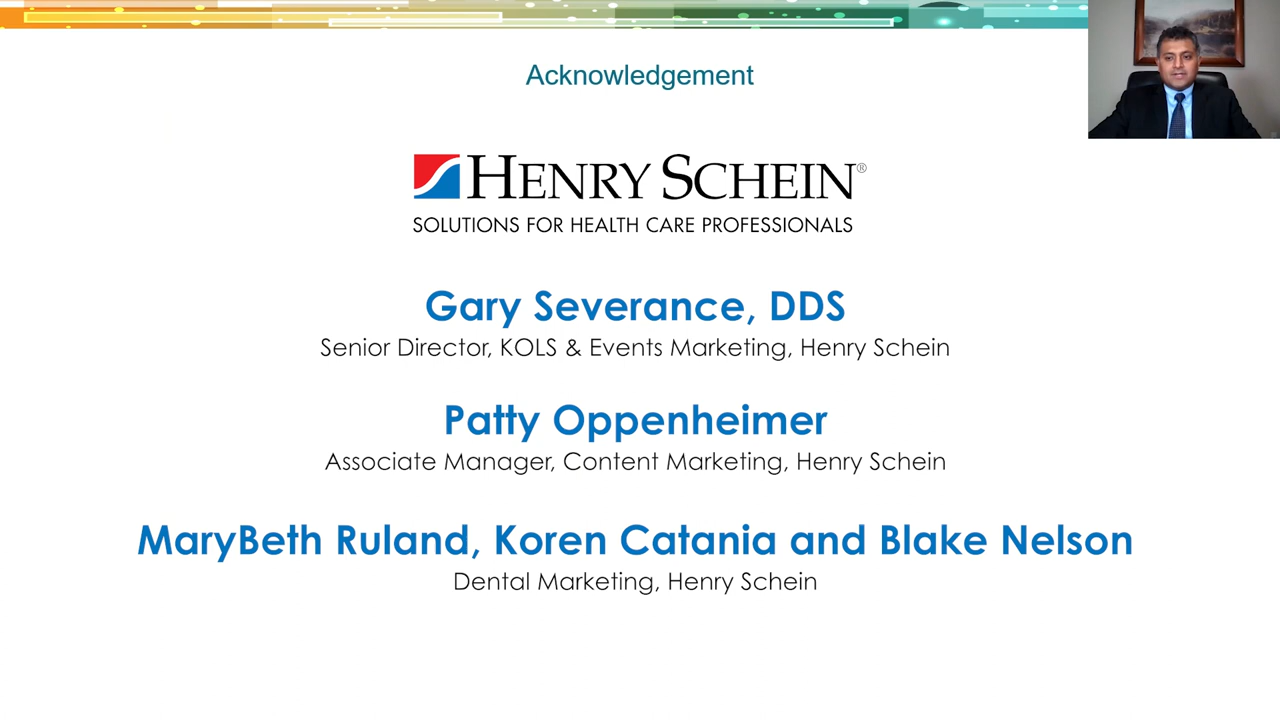 Acknowledgement
HENRY SCHEIN®
SOLUTIONS FOR HEALTH CARE PROFESSIONALS
Gary Severance, DDS
Senior Director, KOLS & Events Marketing, Henry Schein
Patty Oppenheimer
Associate Manager, Content Marketing, Henry Schein
MaryBeth Ruland, Koren Catania and Blake Nelson
Dental Marketing, Henry Schein